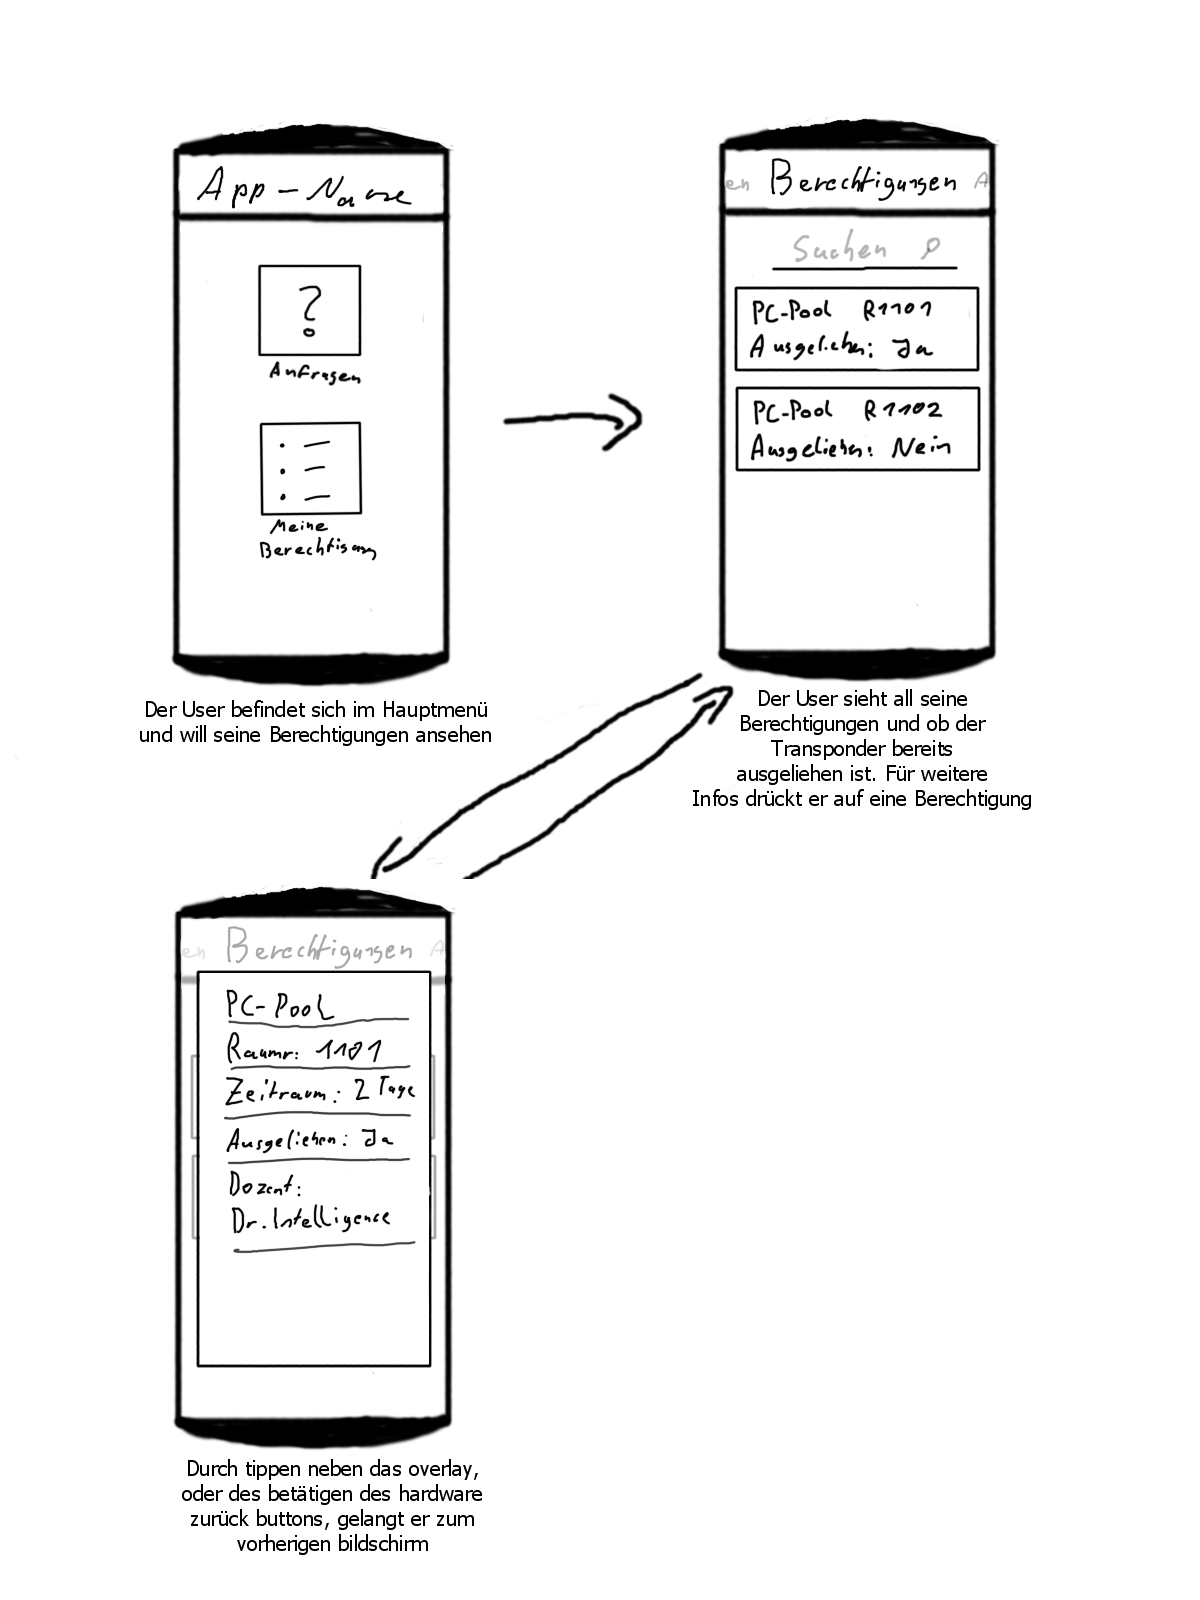 App-Name
?
Anfragen
Meine
Berechtigung
Der User befindet sich im Hauptmenü
und will seine Berechtigungen ansehen
en Berechtigungen A
Suchen
PC-Pool R1101
Ausgeliehen: Ja
PC-Pool R1102
Ausgeliehen: Nein
Der User sieht all seine
Berechtigungen und ob der
Transponder bereits
ausgeliehen ist. Für weitere
Infos drückt er auf eine Berechtigung
en Berechtigungen A
PC-Pool
Raumr: 1101
Zeitraum: 2 Tage
Ausgeliehen: Ja
Dozent:
Dr. Intelligence
Durch tippen neben das overlay,
oder des betätigen des hardware
zurück buttons, gelangt er zum
vorherigen bildschirm